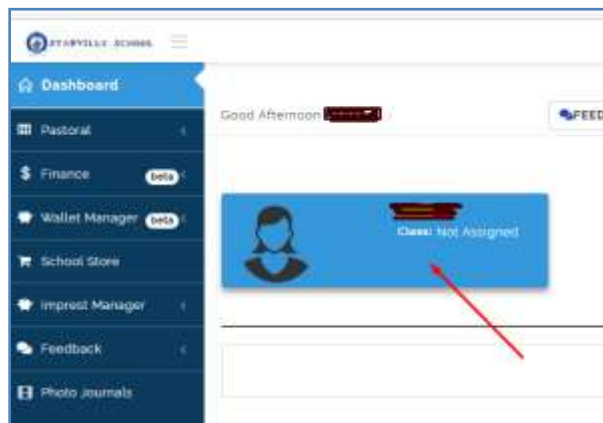 STARVILLE SCHOOL
Dashboard
Good Afternoon
FEED
Pastoral
Finance beta
Wallet Manager beta
Class: Not Assigned
School Store
Imprest Manager
Feedback
Photo Journals